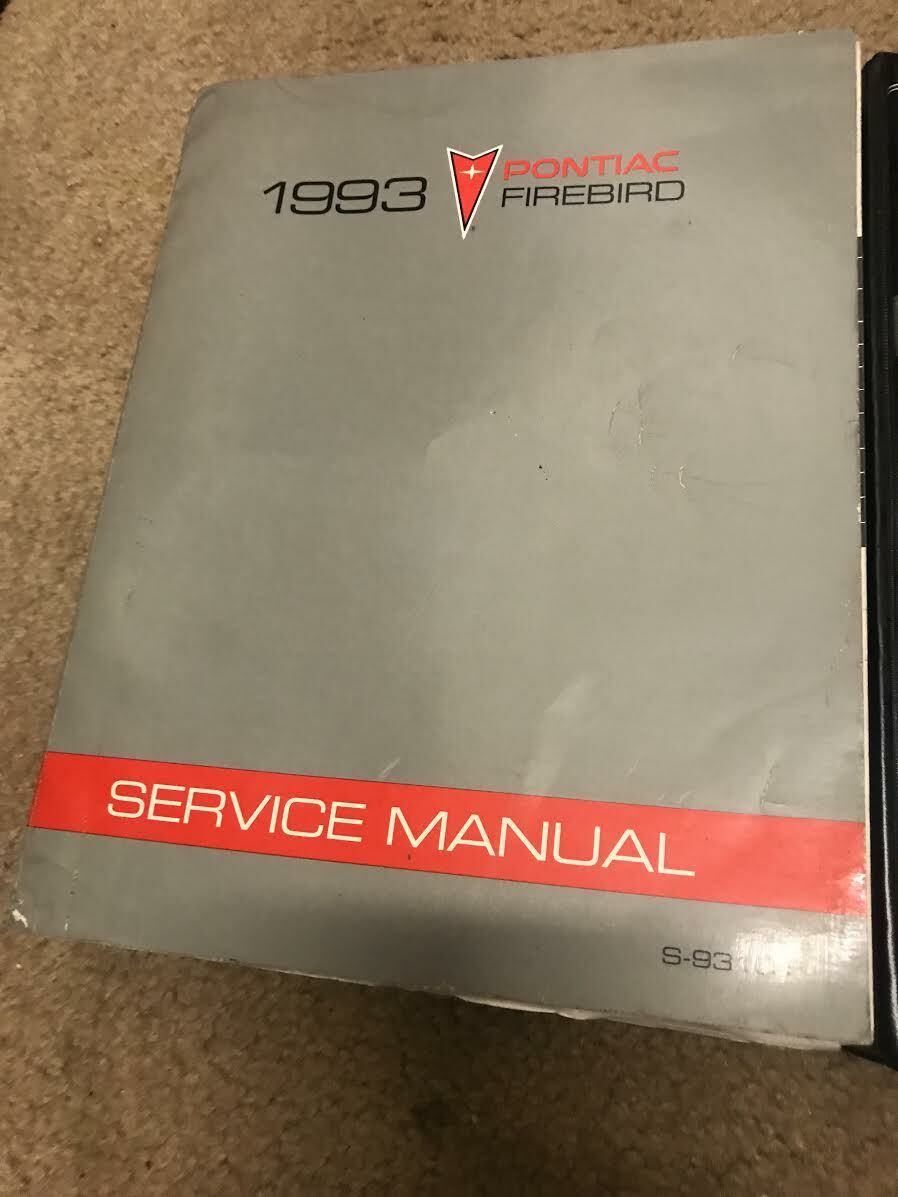 1993 PONTIAC
FIREBIRD
SERVICE MANUAL